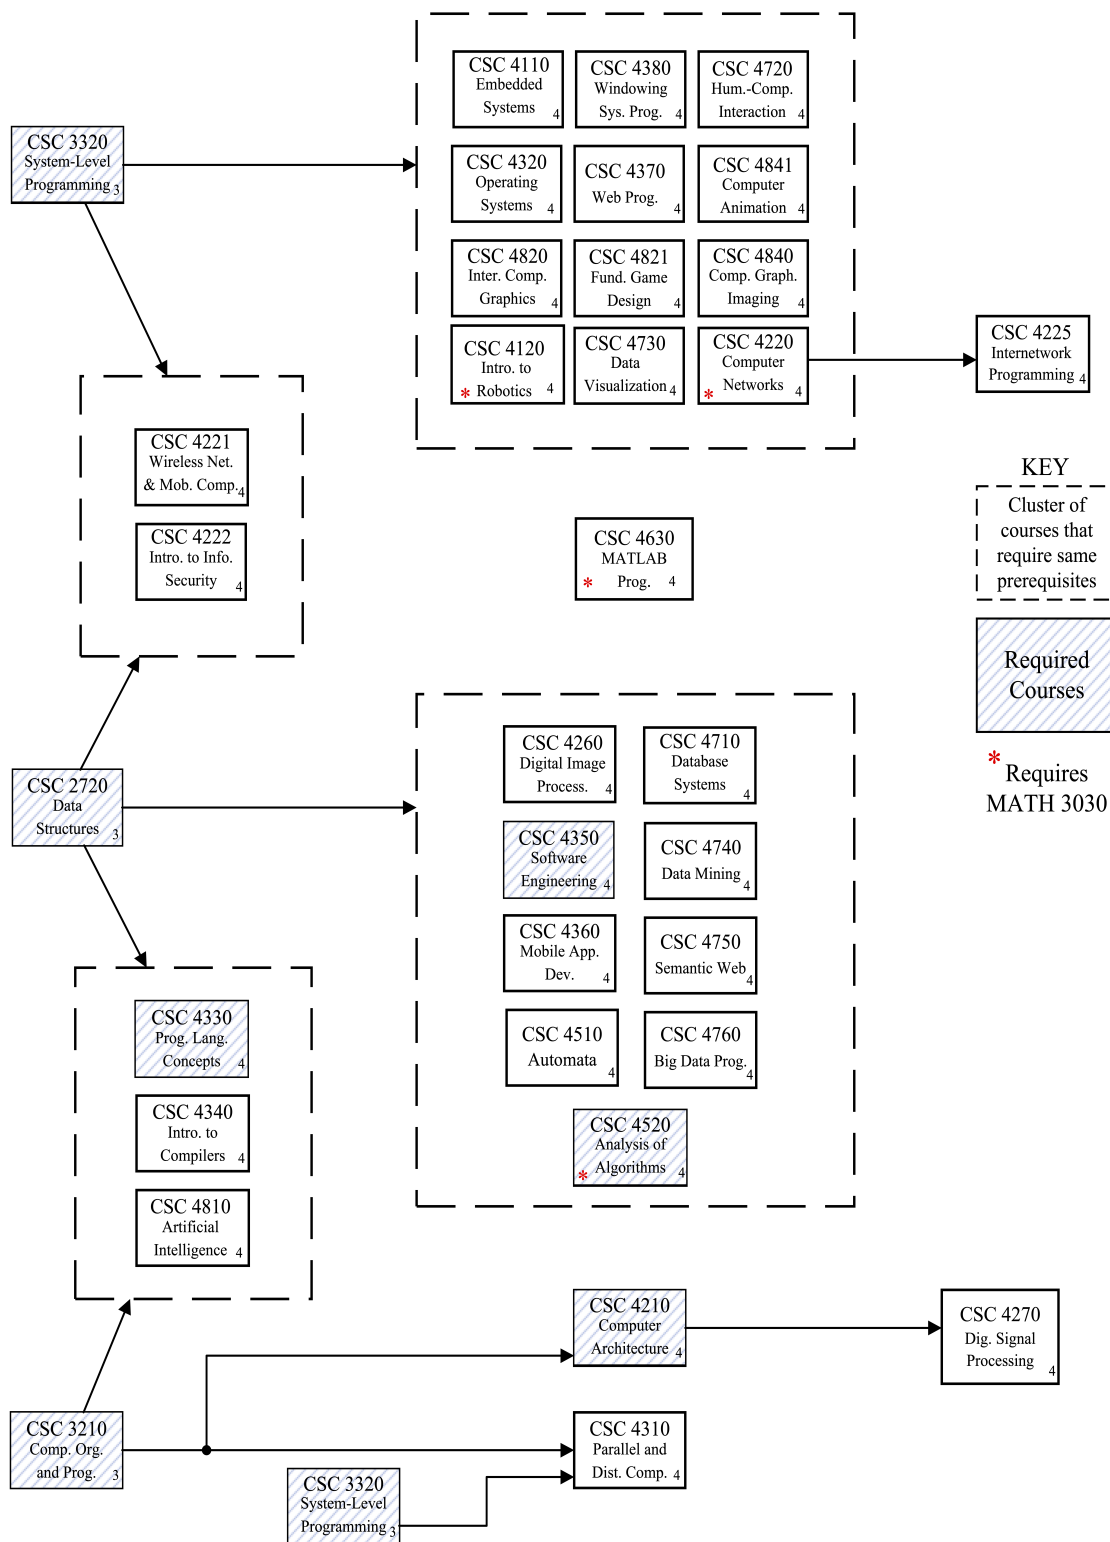 CSC 4110
Embedded
Systems
4
CSC 4380
Windowing
Sys. Prog.
4
CSC 4720
Hum.-Comp.
Interaction
4
CSC 3320
System-Level
Programming
3
CSC 4320
Operating
Systems
4
CSC 4370
Web Prog.
4
CSC 4841
Computer
Animation
4
CSC 4820
Inter. Comp.
Graphics
4
CSC 4821
Fund. Game
Design
4
CSC 4840
Comp. Graph.
Imaging
4
CSC 4120
Intro. to
* Robotics
4
CSC 4730
Data
Visualization
4
CSC 4220
Computer
* Networks
4
CSC 4225
Internetwork
Programming
4
CSC 4221
Wireless Net.
& Mob. Comp.
4
CSC 4222
Intro. to Info.
Security
4
KEY
Cluster of
courses that
require same
prerequisites
CSC 4630
MATLAB
* Prog.
4
Required
Courses
* Requires
MATH 3030
CSC 2720
Data
Structures
3
CSC 4260
Digital Image
Process.
4
CSC 4710
Database
Systems
4
CSC 4350
Software
Engineering
4
CSC 4740
Data Mining
4
CSC 4360
Mobile App.
Dev.
4
CSC 4750
Semantic Web
4
CSC 4510
Automata
4
CSC 4760
Big Data Prog.
4
CSC 4520
Analysis of
* Algorithms
4
CSC 4330
Prog. Lang.
Concepts
4
CSC 4340
Intro. to
Compilers
4
CSC 4810
Artificial
Intelligence
4
CSC 4210
Computer
Architecture
4
CSC 4270
Dig. Signal
Processing
4
CSC 3210
Comp. Org.
and Prog.
3
CSC 4310
Parallel and
Dist. Comp.
4
CSC 3320
System-Level
Programming
3